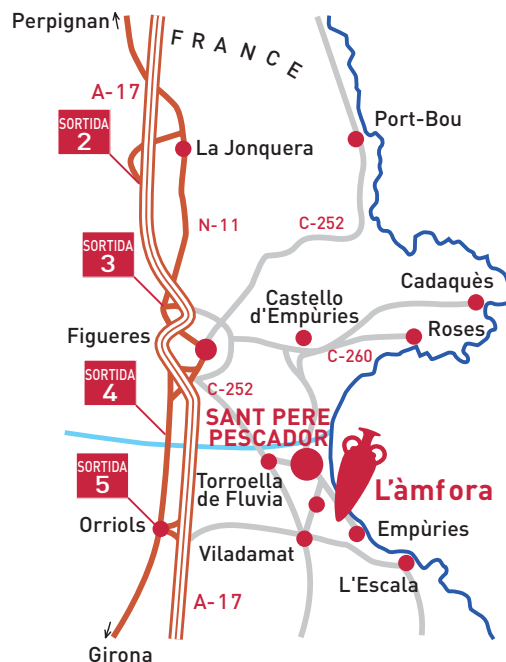 Perpignan
FRANCE
A-17
SORTIDA
2
La Jonquera
Port-Bou
N-11
C-252
SORTIDA
3
Cadaquès
Castello
d'Empùries
Figueres
Roses
C-260
C-252
SORTIDA
4
SANT PERE
PESCADOR
SORTIDA
5
Torroella
de Fluvia
L'àmfora
Orriols
Viladamat
Empùries
L'Escala
A-17
Girona